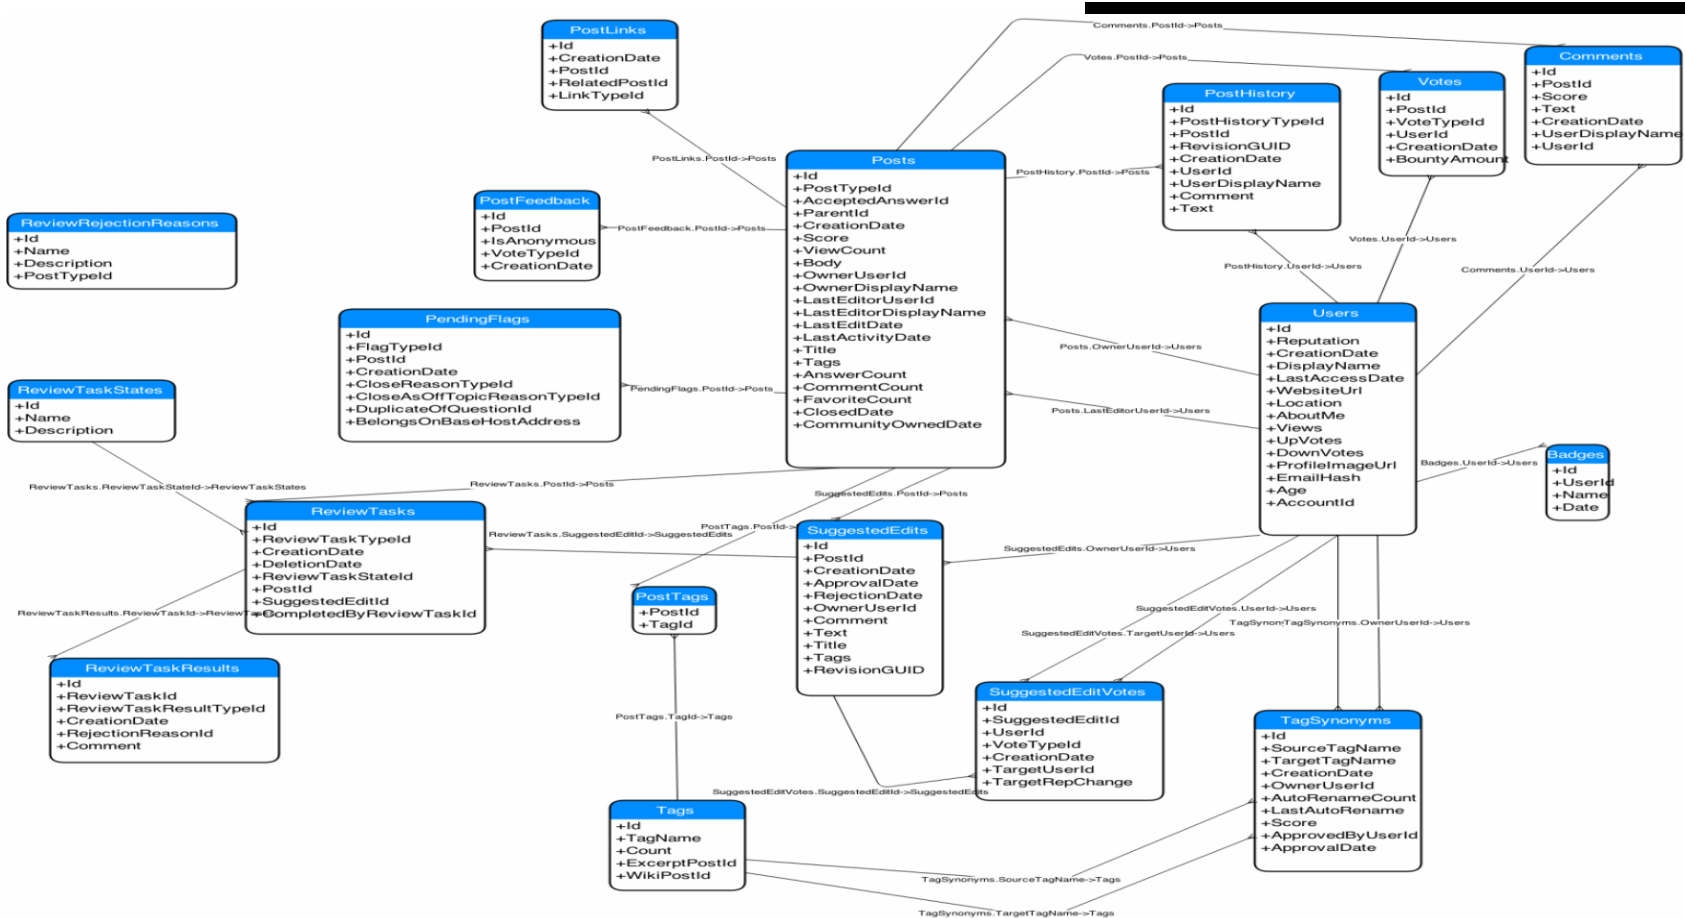 PostLinks
+Id
+CreationDate
+PostId
+RelatedPostId
+LinkTypeId
Comments.PostId->Posts
Votes.PostId->Posts
Comments
+Id
+PostId
+Score
+Text
+CreationDate
+UserDisplayName
+UserId
Votes
+Id
+PostId
+VoteTypeId
+UserId
+CreationDate
+BountyAmount
PostHistory
+Id
+PostHistoryTypeId
+PostId
+RevisionGUID
+CreationDate
+UserId
+UserDisplayName
+Comment
+Text
PostLinks.PostId->Posts
PostHistory.PostId->Posts
Posts
+Id
+PostTypeId
+AcceptedAnswerId
+ParentId
+CreationDate
+Score
+ViewCount
+Body
+OwnerUserId
+OwnerDisplayName
+LastEditorUserId
+LastEditorDisplayName
+LastEditDate
+LastActivityDate
+Title
+Tags
+AnswerCount
+CommentCount
+FavoriteCount
+ClosedDate
+CommunityOwnedDate
PostFeedback
+Id
+PostId
+IsAnonymous
+VoteTypeId
+CreationDate
PostFeedback.PostId->Posts
ReviewRejectionReasons
+Id
+Name
+Description
+PostTypeId
Votes.UserId->Users
PostHistory.UserId->Users
Comments.UserId->Users
PendingFlags
+Id
+FlagTypeId
+PostId
+CreationDate
+CloseReasonTypeId
+CloseAsOffTopicReasonTypeId
+DuplicateOfQuestionId
+BelongsOnBaseHostAddress
PendingFlags.PostId->Posts
Users
+Id
+Reputation
+CreationDate
+DisplayName
+LastAccessDate
+WebsiteUrl
+Location
+AboutMe
+Views
+UpVotes
+DownVotes
+ProfileImageUrl
+EmailHash
+Age
+AccountId
Posts.OwnerUserId->Users
Posts.LastEditorUserId->Users
ReviewTaskStates
+Id
+Name
+Description
Badges.UserId->Users
Badges
+Id
+UserId
+Name
+Date
ReviewTasks.ReviewTaskStateId->ReviewTaskStates
ReviewTasks.PostId->Posts
SuggestedEdits.PostId->Posts
ReviewTasks
+Id
+ReviewTaskTypeId
+CreationDate
+DeletionDate
+ReviewTaskStateId
+PostId
+SuggestedEditId
+CompletedByReviewTaskId
PostTags.PostId->
ReviewTasks.SuggestedEditId->SuggestedEdits
SuggestedEdits
+Id
+PostId
+CreationDate
+ApprovalDate
+RejectionDate
+OwnerUserId
+Comment
+Text
+Title
+Tags
+RevisionGUID
SuggestedEdits.OwnerUserId->Users
PostTags
+PostId
+TagId
ReviewTaskResults.ReviewTaskId->
SuggestedEditVotes.UserId->Users
SuggestedEditVotes.TargetUserId->Users
TagSynonyms.OwnerUserId->Users
ReviewTaskResults
+Id
+ReviewTaskId
+ReviewTaskResultTypeId
+CreationDate
+RejectionReasonId
+Comment
PostTags.TagId->Tags
SuggestedEditVotes
+Id
+SuggestedEditId
+UserId
+VoteTypeId
+CreationDate
+TargetUserId
+TargetRepChange
TagSynonyms
+Id
+SourceTagName
+TargetTagName
+CreationDate
+OwnerUserId
+AutoRenameCount
+LastAutoRename
+Score
+ApprovedByUserId
+ApprovalDate
SuggestedEditVotes.SuggestedEditId->SuggestedEdits
Tags
+Id
+TagName
+Count
+ExcerptPostId
+WikiPostId
TagSynonyms.SourceTagName->Tags
TagSynonyms.TargetTagName->Tags